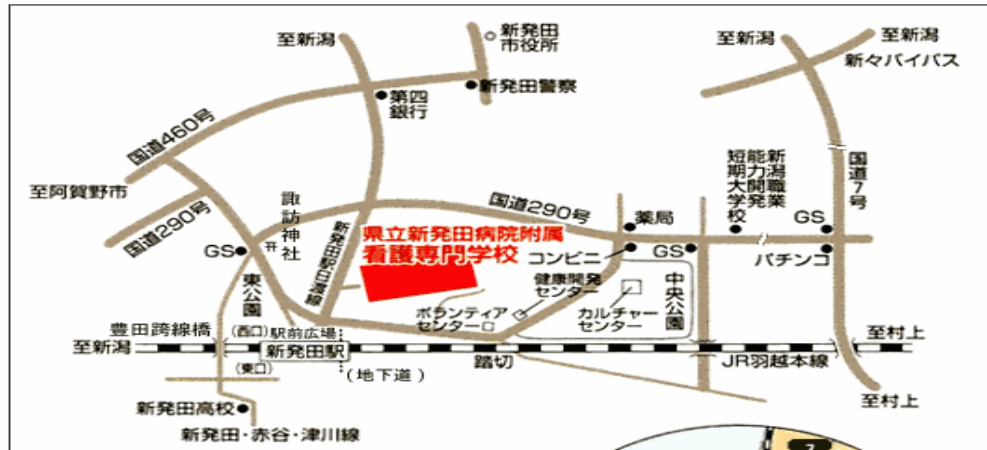 至新潟
新発田
市役所
至新潟
至新潟
新々バイパス
新発田警察
第四
銀行
国道460号
至阿賀野市
国道290号
諏訪神社
国道290号
新発田駅日渡線
薬局
新潟職業
能力開発
短期大学校
GS
国道7号
GS
県立新発田病院附属
看護専門学校
コンビニ
GS
パチンコ
東公園
健康開発
センター
中央公園
ボランティア
センター
カルチャー
センター
豊田跨線橋
(西口)
駅前広場
至新潟
新発田駅
踏切
JR羽越本線
至村上
(東口)
(地下道)
新発田高校
至村上
新発田・赤谷・津川線
7